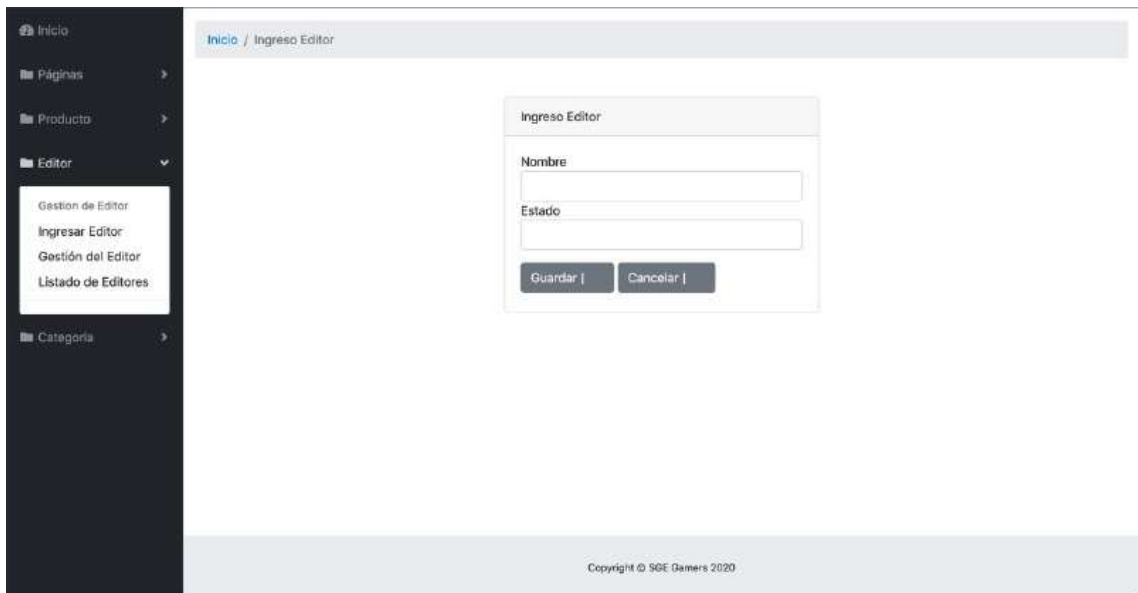 Inicio
Páginas
Producto
Editor
Gestion de Editor
Ingresar Editor
Gestión del Editor
Listado de Editores
Categoría
Inicio / Ingreso Editor
Ingreso Editor
Nombre
Estado
Guardar | Cancelar |
Copyright © SGE Gamers 2020